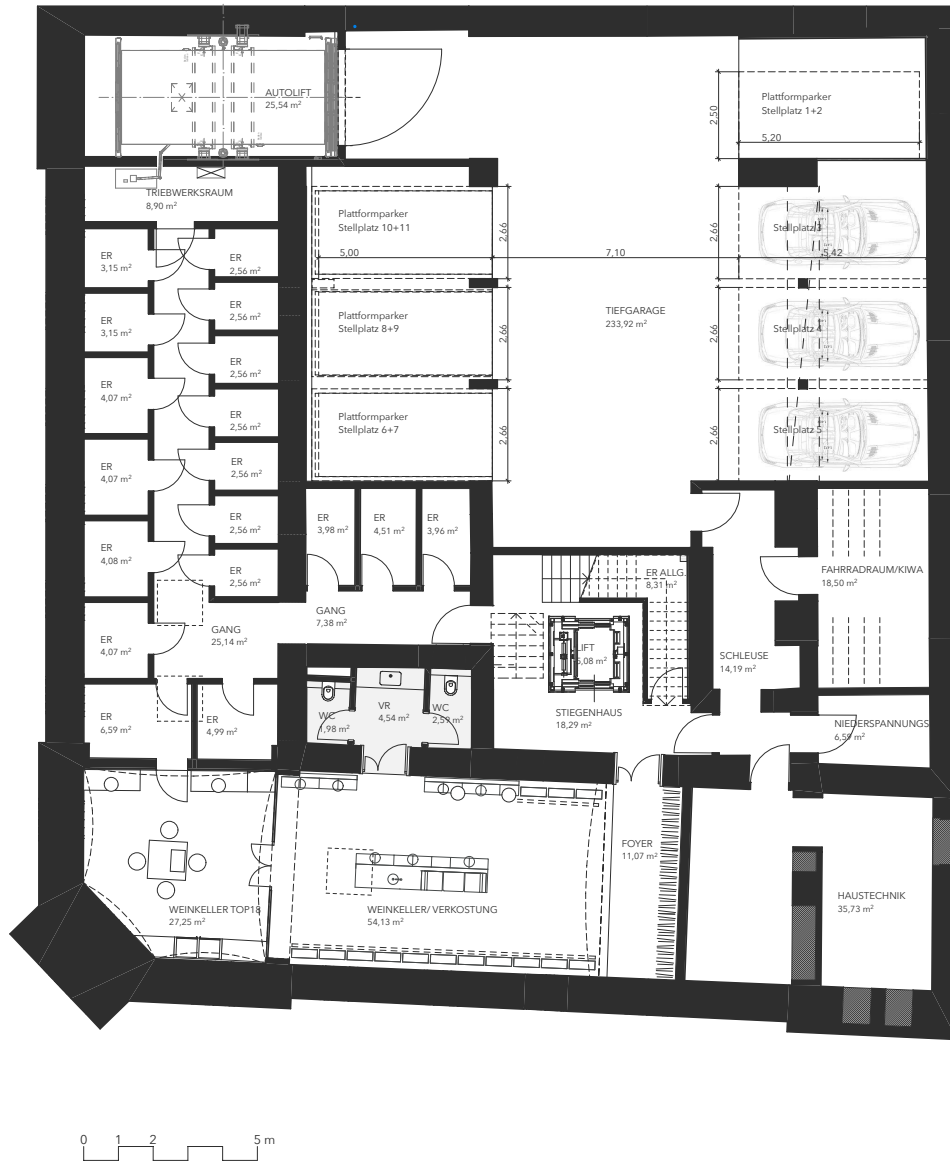 AUTOLIFT
25,54 m²
Plattformparker
Stellplatz 1+2
5,20
2,50
TRIEBWERKSRAUM
8,90 m²
Plattformparker
Stellplatz 10+11
5,00
2,66
7,10
2,66
Stellplatz 3
5,42
ER
3,15 m²
ER
2,56 m²
ER
3,15 m²
ER
2,56 m²
Plattformparker
Stellplatz 8+9
2,66
TIEFGARAGE
233,92 m²
2,66
Stellplatz 4
ER
4,07 m²
ER
2,56 m²
ER
2,56 m²
Plattformparker
Stellplatz 6+7
2,66
2,66
Stellplatz 5
ER
4,07 m²
ER
2,56 m²
ER
2,56 m²
ER
3,98 m²
ER
4,51 m²
ER
3,96 m²
ER
4,08 m²
ER
2,56 m²
ER ALLG.
8,31 m²
FAHRRADRAUM/KIWA
18,50 m²
GANG
7,38 m²
ER
4,07 m²
GANG
25,14 m²
LIFT
5,08 m²
SCHLEUSE
14,19 m²
ER
6,59 m²
ER
4,99 m²
WC
1,98 m²
VR
4,54 m²
WC
2,59 m²
STIEGENHAUS
18,29 m²
NIEDERSPANNUNGS
6,59 m²
FOYER
11,07 m²
WEINKELLER TOP18
27,25 m²
WEINKELLER/ VERKOSTUNG
54,13 m²
HAUSTECHNIK
35,73 m²
0 1 2 5 m